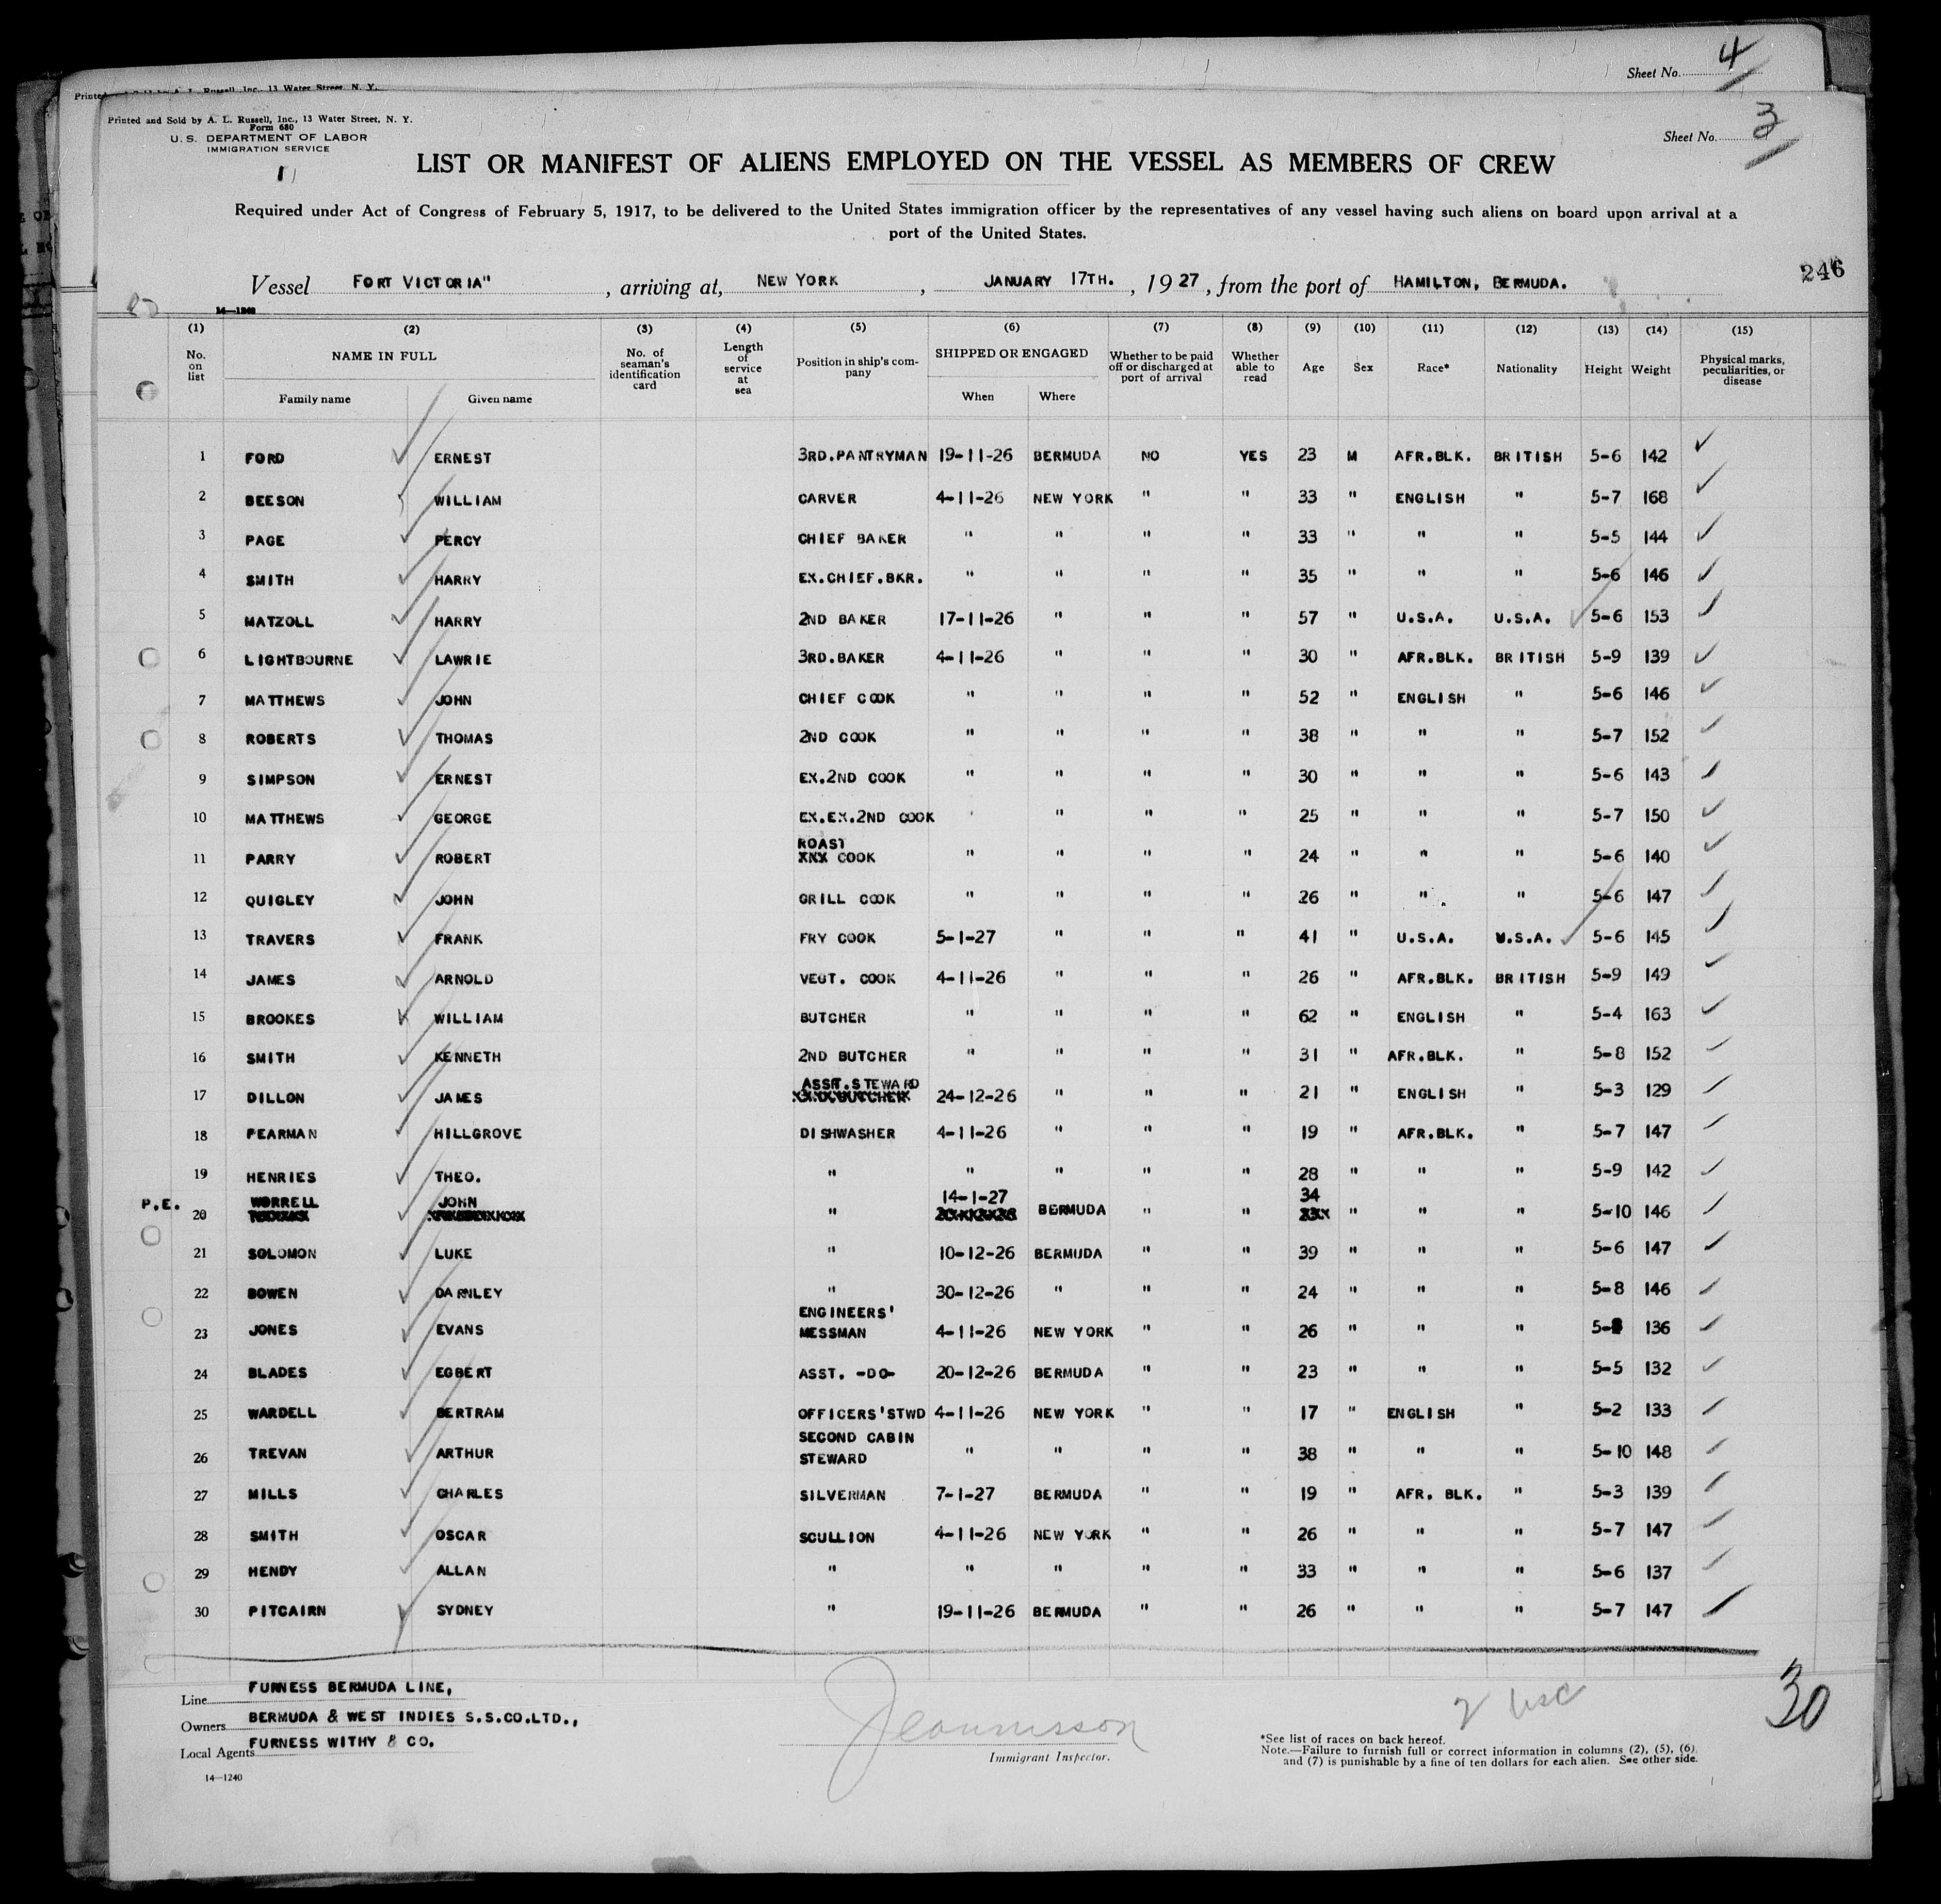 Sheet No. 4
Printed and Sold by A. L. Russell, Inc., 13 Water Street, N. Y.
Form 680
U. S. DEPARTMENT OF LABOR
IMMIGRATION SERVICE
Sheet No. 3
LIST OR MANIFEST OF ALIENS EMPLOYED ON THE VESSEL AS MEMBERS OF CREW
Required under Act of Congress of February 5, 1917, to be delivered to the United States immigration officer by the representatives of any vessel having such aliens on board upon arrival at a
port of the United States.
246
Vessel FORT VICTORIA" , arriving at, NEW YORK , JANUARY 17TH. , 1927 , from the port of HAMILTON, BERMUDA.
14—1240
(1) (2) (3) (4) (5) (6) (7) (8) (9) (10) (11) (12) (13) (14) (15)
No. on list NAME IN FULL Family name Given name No. of seaman's identification card Length of service at sea Position in ship's company SHIPPED OR ENGAGED When Where Whether to be paid off or discharged at port of arrival Whether able to read Age Sex Race* Nationality Height Weight Physical marks, peculiarities, or disease
1 FORD ERNEST 3RD.PANTRYMAN 19-11-26 BERMUDA NO YES 23 M AFR.BLK. BRITISH 5-6 142
2 BEESON WILLIAM CARVER 4-11-26 NEW YORK " " 33 " ENGLISH " 5-7 168
3 PAGE PERCY CHIEF BAKER " " " " 33 " " " 5-5 144
4 SMITH HARRY EX.CHIEF.BKR. " " " " 35 " " " 5-6 146
5 MATZOLL HARRY 2ND BAKER 17-11-26 " " " 57 " U.S.A. U.S.A. 5-6 153
6 LIGHTBOURNE LAWRIE 3RD.BAKER 4-11-26 " " " 30 " AFR.BLK. BRITISH 5-9 139
7 MATTHEWS JOHN CHIEF COOK " " " " 52 " ENGLISH " 5-6 146
8 ROBERTS THOMAS 2ND COOK " " " " 38 " " " 5-7 152
9 SIMPSON ERNEST EX.2ND COOK " " " " 30 " " " 5-6 143
10 MATTHEWS GEORGE EX.EX.2ND COOK " " " " 25 " " " 5-7 150
ROAST
11 PARRY ROBERT XXX COOK " " " " 24 " " " 5-6 140
12 QUIGLEY JOHN GRILL COOK " " " " 26 " " " 5-6 147
13 TRAVERS FRANK FRY COOK 5-1-27 " " " 41 " U.S.A. U.S.A. 5-6 145
14 JAMES ARNOLD VEGT. COOK 4-11-26 " " " 26 " AFR.BLK. BRITISH 5-9 149
15 BROOKES WILLIAM BUTCHER " " " " 62 " ENGLISH " 5-4 163
16 SMITH KENNETH 2ND BUTCHER " " " " 31 " AFR.BLK. " 5-8 152
ASST.STEWARD
17 DILLON JAMES 24-12-26 " " " 21 " ENGLISH " 5-3 129
18 PEARMAN HILLGROVE DISHWASHER 4-11-26 " " " 19 " AFR.BLK. " 5-7 147
19 HENRIES THEO. " " " " " 28 " " " 5-9 142
P.E. WORRELL JOHN 14-1-27 34
20 " BERMUDA " " " " " 5-10 146
21 SOLOMON LUKE " 10-12-26 BERMUDA " " 39 " " " 5-6 147
22 BOWEN DARNLEY " 30-12-26 " " " 24 " " " 5-8 146
ENGINEERS'
23 JONES EVANS MESSMAN 4-11-26 NEW YORK " " 26 " " " 5-8 136
24 BLADES EGBERT ASST. -DO- 20-12-26 BERMUDA " " 23 " " " 5-5 132
25 WARDELL BERTRAM OFFICERS'STWD 4-11-26 NEW YORK " " 17 " ENGLISH " 5-2 133
SECOND CABIN
26 TREVAN ARTHUR STEWARD " " " " 38 " " " 5-10 148
27 MILLS CHARLES SILVERMAN 7-1-27 BERMUDA " " 19 " AFR. BLK. " 5-3 139
28 SMITH OSCAR SCULLION 4-11-26 NEW YORK " " 26 " " " 5-7 147
29 HENDY ALLAN " " " " " 33 " " " 5-6 137
30 PITCAIRN SYDNEY " 19-11-26 BERMUDA " " 26 " " " 5-7 147
Line FURNESS BERMUDA LINE,
Owners BERMUDA & WEST INDIES S.S.CO.LTD.,
Local Agents FURNESS WITHY & CO.
14—1240
Immigrant Inspector.
2 usc
30
*See list of races on back hereof.
Note.—Failure to furnish full or correct information in columns (2), (5), (6)
and (7) is punishable by a fine of ten dollars for each alien. See other side.